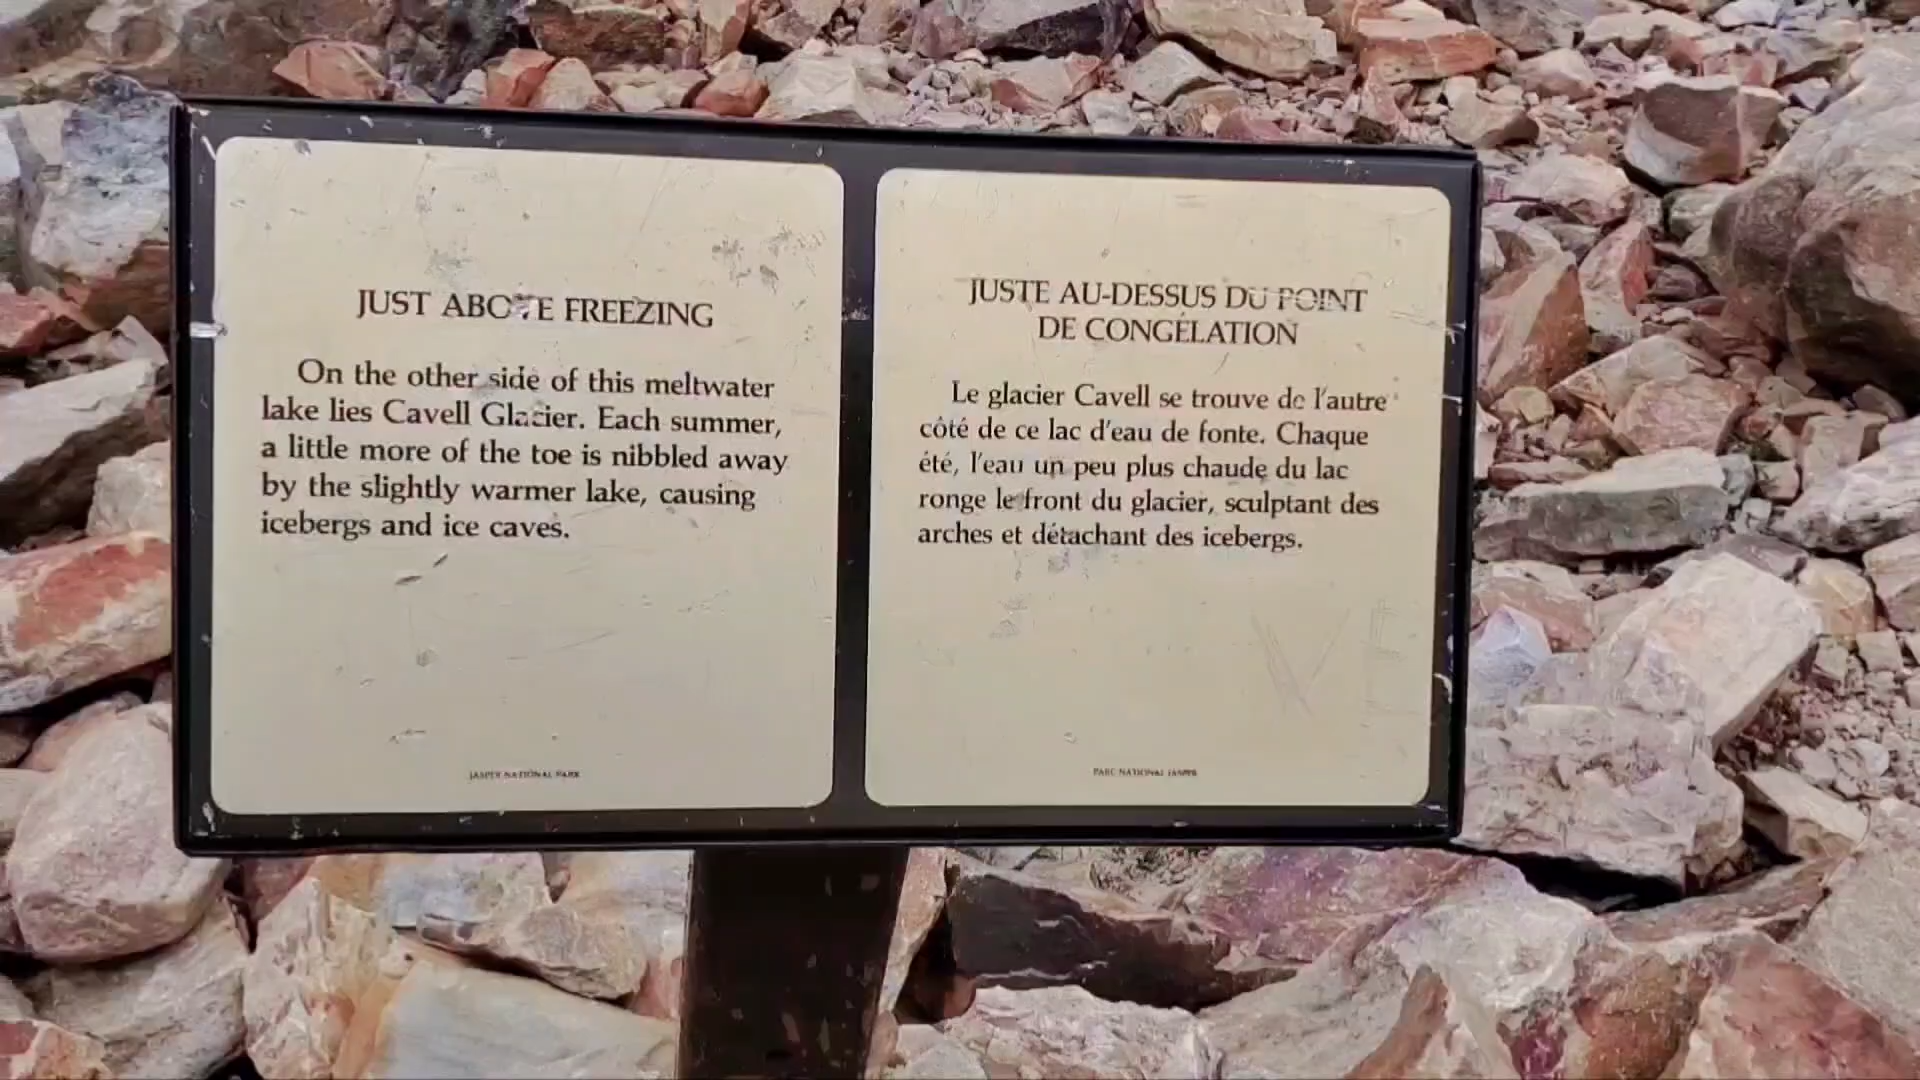 JUST ABOVE FREEZING
On the other side of this meltwater
lake lies Cavell Glacier. Each summer,
a little more of the toe is nibbled away
by the slightly warmer lake, causing
icebergs and ice caves.
JASPER NATIONAL PARK
JUSTE AU-DESSUS DU POINT
DE CONGÉLATION
Le glacier Cavell se trouve de l'autre
côté de ce lac d'eau de fonte. Chaque
été, l'eau un peu plus chaude du lac
ronge le front du glacier, sculptant des
arches et détachant des icebergs.
PARC NATIONAL JASPER